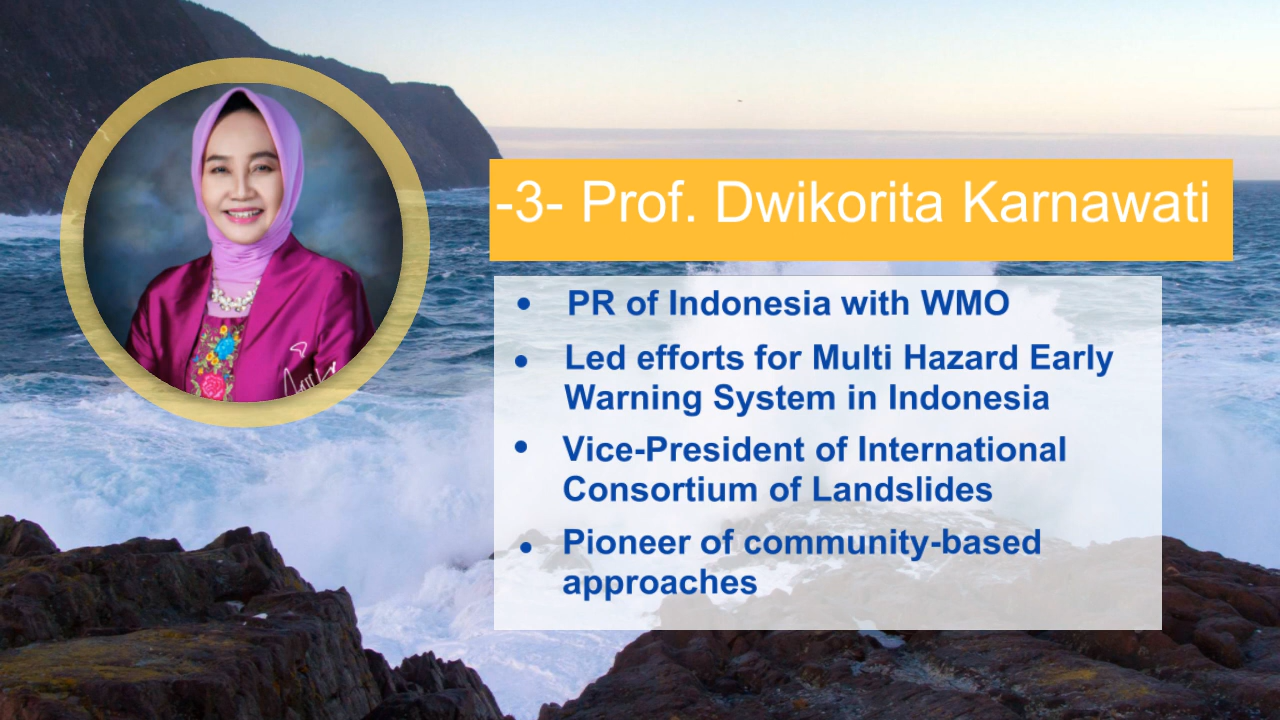 -3- Prof. Dwikorita Karnawati
• PR of Indonesia with WMO
• Led efforts for Multi Hazard Early
Warning System in Indonesia
• Vice-President of International
Consortium of Landslides
• Pioneer of community-based
approaches